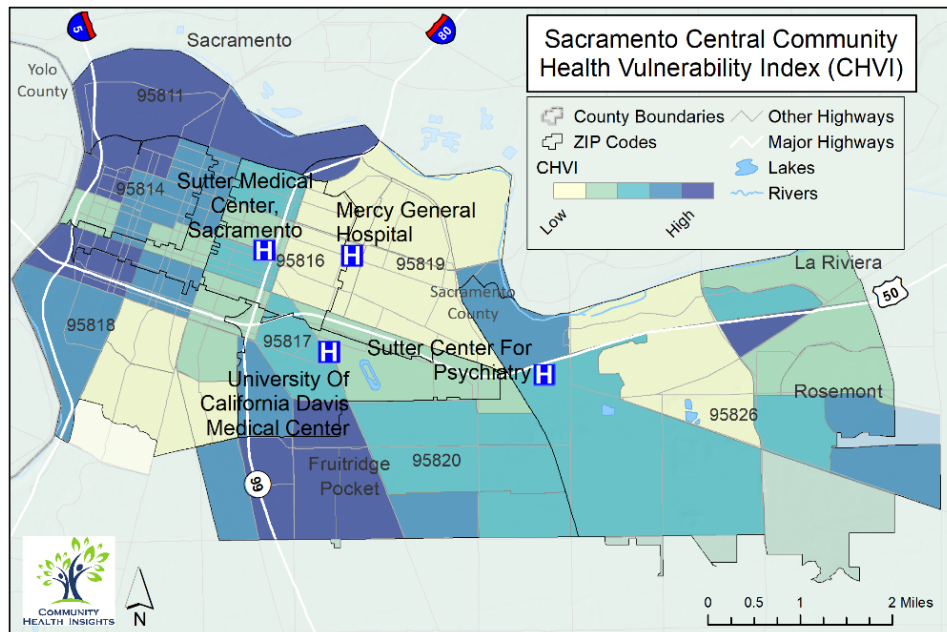 Sacramento Central Community
Health Vulnerability Index (CHVI)
County Boundaries
Other Highways
ZIP Codes
Major Highways
CHVI
Lakes
Rivers
Low
High
5
80
Sacramento
Yolo
County
95811
95814
Sutter Medical
Center,
Sacramento
H
Mercy General
Hospital
H
95816
95819
Sacramento
County
La Riviera
50
95818
95817
H
Sutter Center For
Psychiatry
H
University Of
California Davis
Medical Center
Rosemont
95826
95820
Fruitridge
Pocket
99
COMMUNITY
HEALTH INSIGHTS
N
0 0.5 1 2 Miles